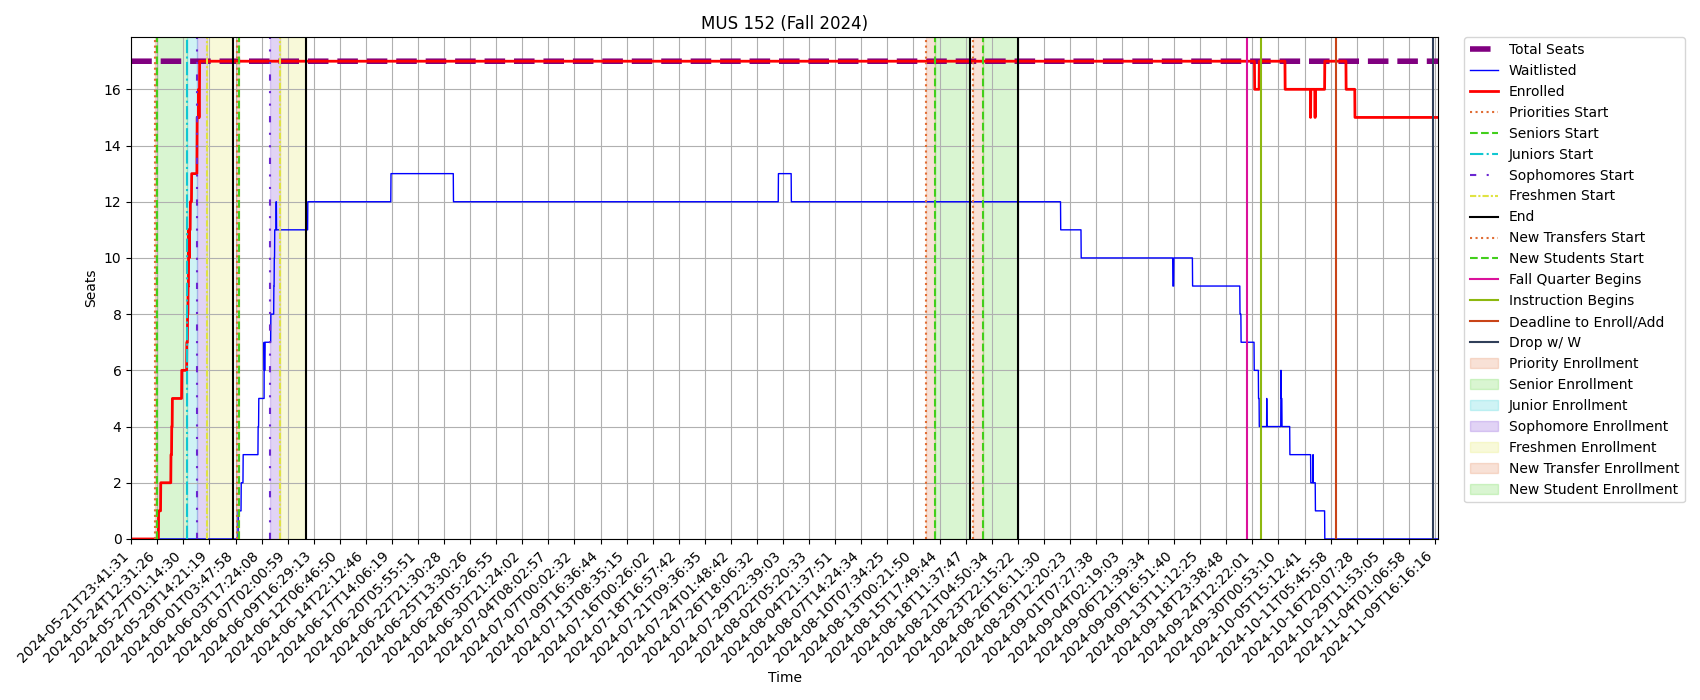 MUS 152 (Fall 2024)
Seats
16
14
12
10
8
6
4
2
0
2024-05-21T23:41:31
2024-05-24T12:31:26
2024-05-27T01:14:30
2024-05-29T14:21:19
2024-06-01T03:47:58
2024-06-03T17:24:08
2024-06-07T02:00:59
2024-06-09T16:29:13
2024-06-12T06:46:50
2024-06-14T22:12:46
2024-06-17T14:06:19
2024-06-20T05:55:51
2024-06-22T21:30:28
2024-06-25T13:30:26
2024-06-28T05:26:55
2024-06-30T21:24:02
2024-07-04T08:02:57
2024-07-07T00:02:32
2024-07-09T16:36:44
2024-07-13T08:35:15
2024-07-16T00:26:02
2024-07-18T16:57:42
2024-07-21T09:36:35
2024-07-24T01:48:42
2024-07-26T18:06:32
2024-07-29T22:39:03
2024-08-02T05:20:33
2024-08-04T21:37:51
2024-08-07T14:24:34
2024-08-10T07:34:25
2024-08-13T00:21:50
2024-08-15T17:49:44
2024-08-18T11:37:47
2024-08-21T04:50:34
2024-08-23T22:15:22
2024-08-26T16:11:30
2024-08-29T12:20:23
2024-09-01T07:27:38
2024-09-04T02:19:03
2024-09-06T21:39:34
2024-09-09T16:51:40
2024-09-13T11:12:25
2024-09-18T23:38:48
2024-09-24T12:22:01
2024-09-30T00:53:10
2024-10-05T15:12:41
2024-10-11T05:45:58
2024-10-16T20:07:28
2024-10-29T11:53:05
2024-11-04T01:06:58
2024-11-09T16:16:16
Time
Total Seats
Waitlisted
Enrolled
Priorities Start
Seniors Start
Juniors Start
Sophomores Start
Freshmen Start
End
New Transfers Start
New Students Start
Fall Quarter Begins
Instruction Begins
Deadline to Enroll/Add
Drop w/ W
Priority Enrollment
Senior Enrollment
Junior Enrollment
Sophomore Enrollment
Freshmen Enrollment
New Transfer Enrollment
New Student Enrollment